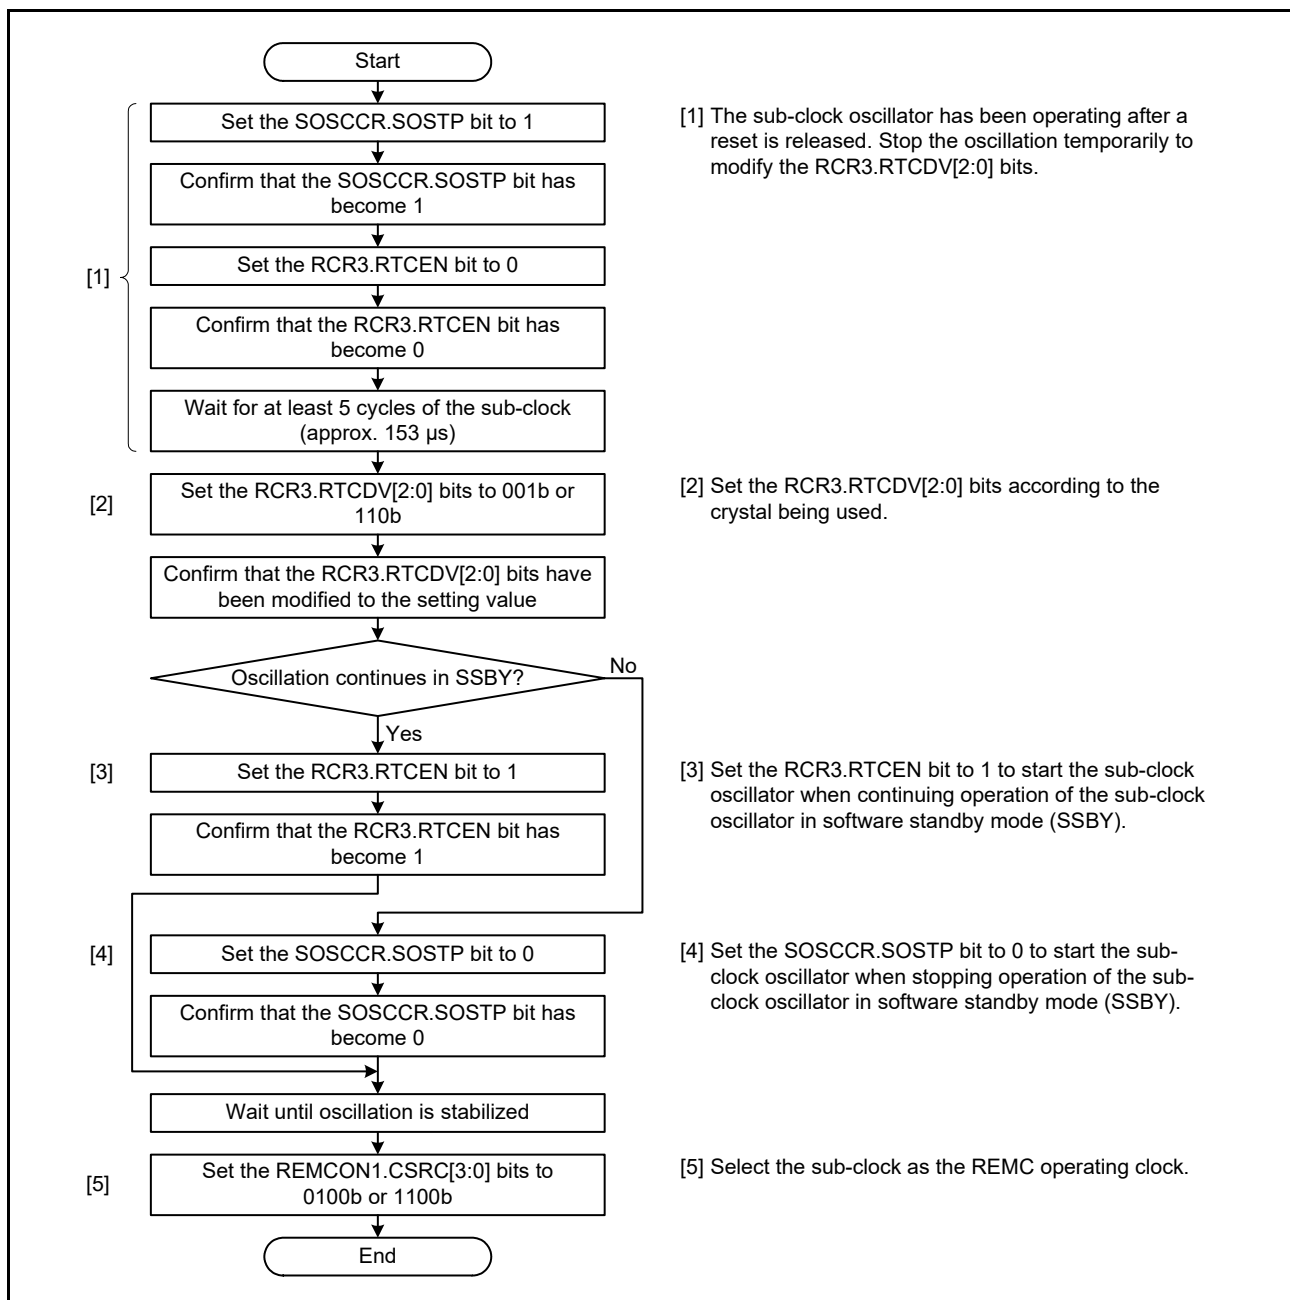 Start
Set the SOSCCR.SOSTP bit to 1
[1] The sub-clock oscillator has been operating after a
reset is released. Stop the oscillation temporarily to
modify the RCR3.RTCDV[2:0] bits.
Confirm that the SOSCCR.SOSTP bit has
become 1
[1]
Set the RCR3.RTCEN bit to 0
Confirm that the RCR3.RTCEN bit has
become 0
Wait for at least 5 cycles of the sub-clock
(approx. 153 µs)
[2]
Set the RCR3.RTCDV[2:0] bits to 001b or
110b
[2] Set the RCR3.RTCDV[2:0] bits according to the
crystal being used.
Confirm that the RCR3.RTCDV[2:0] bits have
been modified to the setting value
Oscillation continues in SSBY?
No
Yes
[3]
Set the RCR3.RTCEN bit to 1
[3] Set the RCR3.RTCEN bit to 1 to start the sub-clock
oscillator when continuing operation of the sub-clock
oscillator in software standby mode (SSBY).
Confirm that the RCR3.RTCEN bit has
become 1
[4]
Set the SOSCCR.SOSTP bit to 0
[4] Set the SOSCCR.SOSTP bit to 0 to start the sub-
clock oscillator when stopping operation of the sub-
clock oscillator in software standby mode (SSBY).
Confirm that the SOSCCR.SOSTP bit has
become 0
Wait until oscillation is stabilized
[5]
Set the REMCON1.CSRC[3:0] bits to
0100b or 1100b
[5] Select the sub-clock as the REMC operating clock.
End